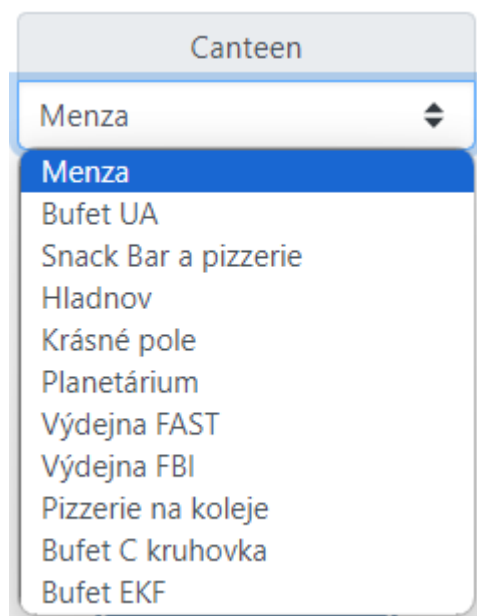 Canteen
Menza
Menza
Bufet UA
Snack Bar a pizzerie
Hladnov
Krásné pole
Planetárium
Výdejna FAST
Výdejna FBI
Pizzerie na koleje
Bufet C kruhovka
Bufet EKF